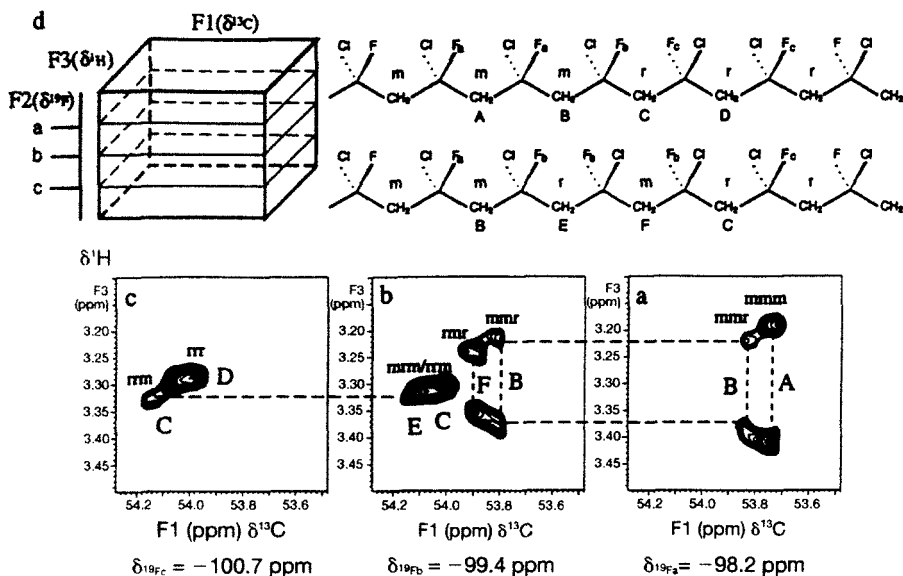 d
F1(δ¹³C)
F3(δ¹H)
F2(δ¹⁹F)
a
b
c
Cl F Cl Fa Cl Fa Cl Fb Fc Cl Cl Fc F Cl
m m m r r r
CH₂ CH₂ CH₂ CH₂ CH₂ CH₂ CH₂
A B C D
Cl F Cl Fa Cl Fb Fb Cl Fb Cl Cl Fc F Cl
m m r m r r
CH₂ CH₂ CH₂ CH₂ CH₂ CH₂ CH₂
B E F C
δ¹H
F3
(ppm)
c
3.20
3.25
3.30
3.35
3.40
3.45
rrr
rrm
D
C
54.2 54.0 53.8 53.6
F1 (ppm) δ¹³C
δ¹⁹Fc = −100.7 ppm
F3
(ppm)
b
3.20
3.25
3.30
3.35
3.40
3.45
mmr
rmr
mrm/rrm
F B
E C
54.2 54.0 53.8 53.6
F1 (ppm) δ¹³C
δ¹⁹Fb = −99.4 ppm
F3
(ppm)
a
3.20
3.25
3.30
3.35
3.40
3.45
mmm
mmr
B A
54.2 54.0 53.8 53.6
F1 (ppm) δ¹³C
δ¹⁹Fa = −98.2 ppm